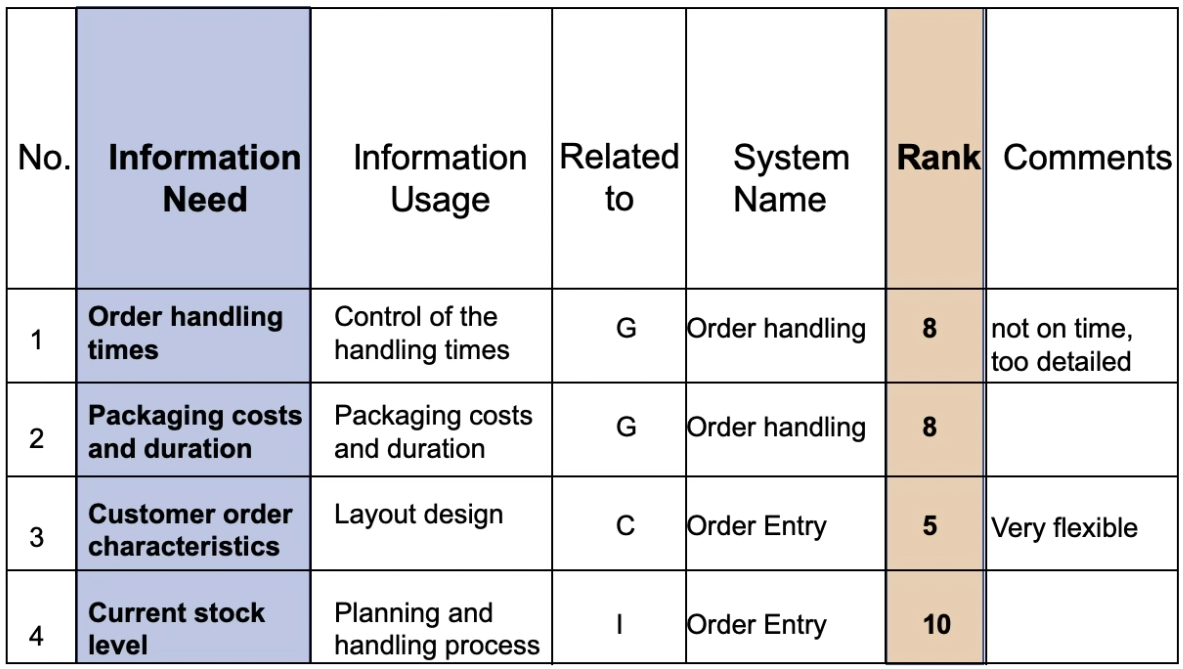 No.
Information
Need
Information
Usage
Related
to
System
Name
Rank
Comments
1
Order handling
times
Control of the
handling times
G
Order handling
8
not on time,
too detailed
2
Packaging costs
and duration
Packaging costs
and duration
G
Order handling
8
3
Customer order
characteristics
Layout design
C
Order Entry
5
Very flexible
4
Current stock
level
Planning and
handling process
I
Order Entry
10